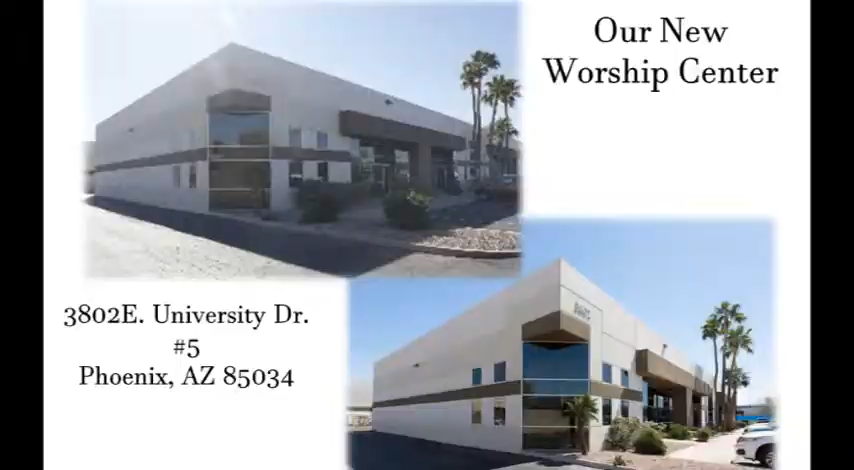 Our New
Worship Center
3802E. University Dr.
#5
Phoenix, AZ 85034